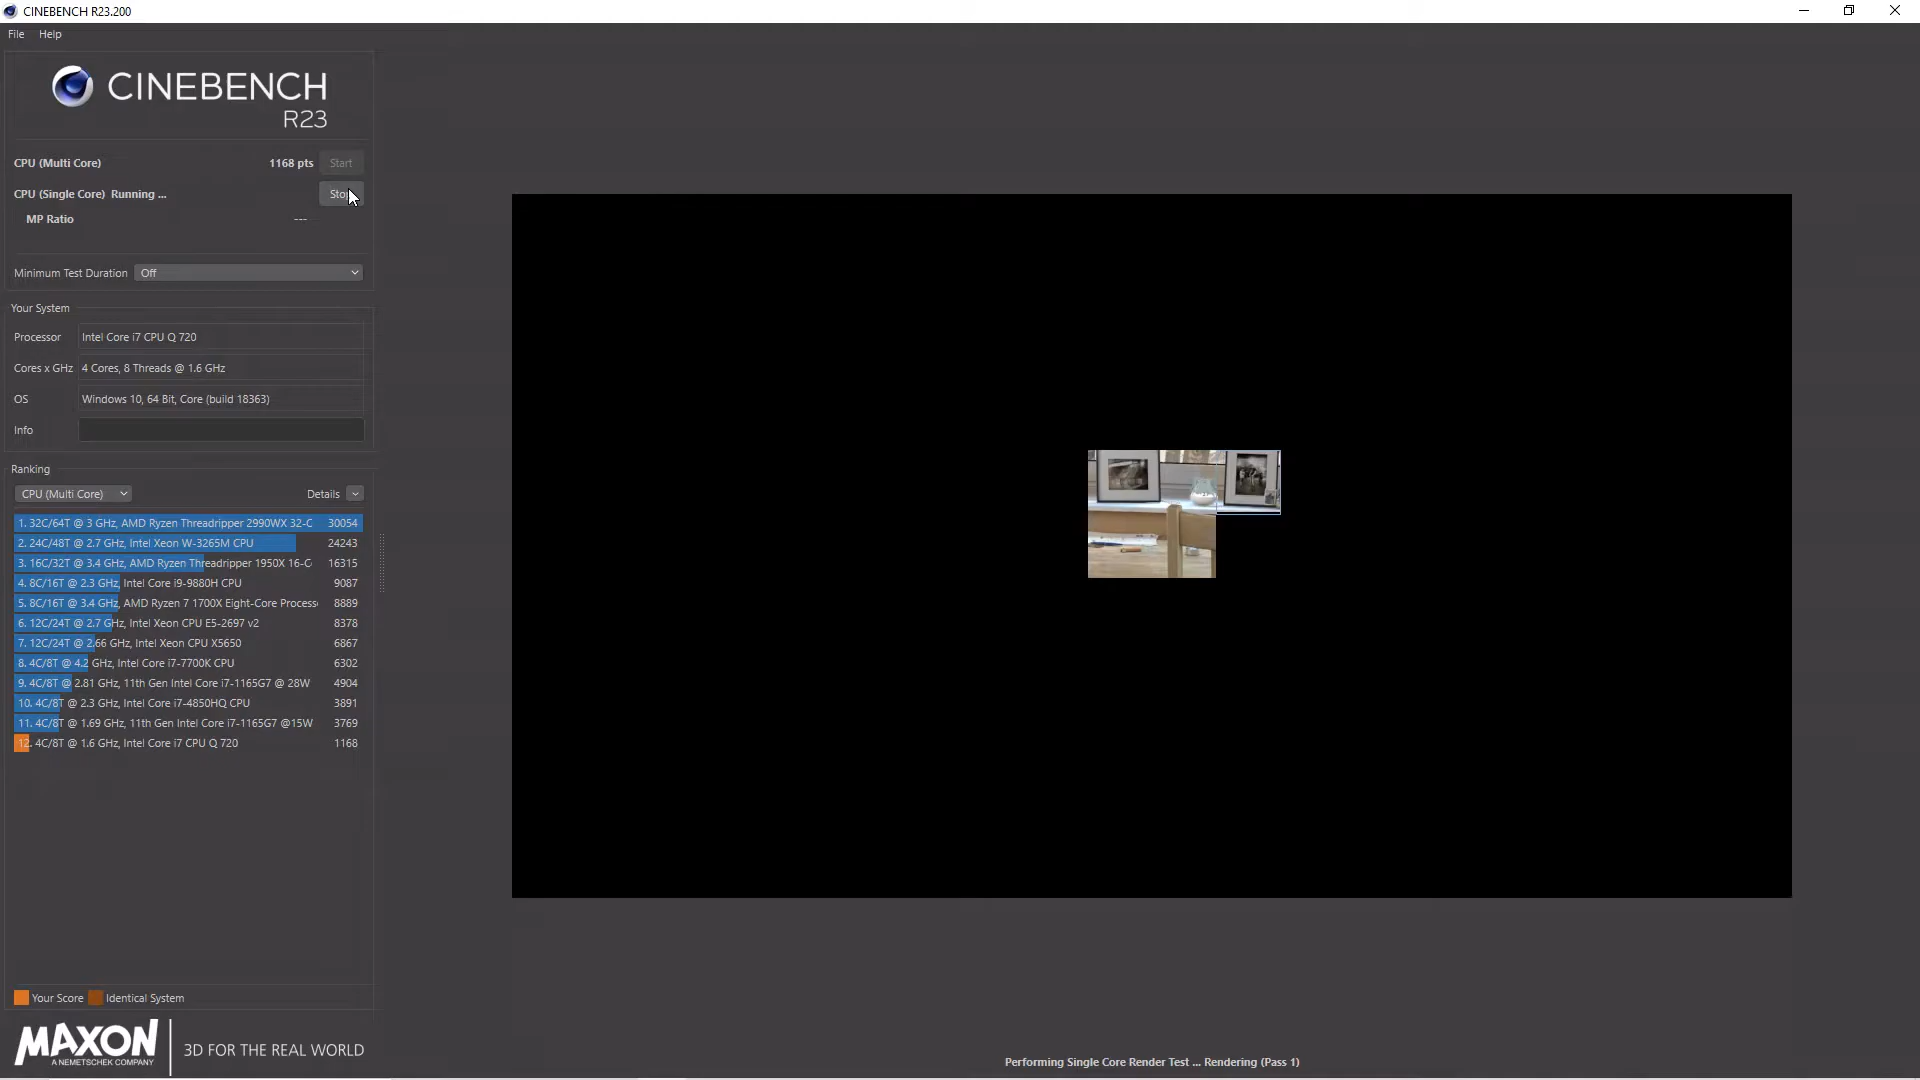 CINEBENCH R23.200
File Help
CINEBENCH
R23
CPU (Multi Core) 1168 pts Start
CPU (Single Core) Running ... Stop
MP Ratio ---
Minimum Test Duration Off
Your System
Processor Intel Core i7 CPU Q 720
Cores x GHz 4 Cores, 8 Threads @ 1.6 GHz
OS Windows 10, 64 Bit, Core (build 18363)
Info
Ranking
CPU (Multi Core) Details
1. 32C/64T @ 3 GHz, AMD Ryzen Threadripper 2990WX 32-C 30054
2. 24C/48T @ 2.7 GHz, Intel Xeon W-3265M CPU 24243
3. 16C/32T @ 3.4 GHz, AMD Ryzen Threadripper 1950X 16-C 16315
4. 8C/16T @ 2.3 GHz, Intel Core i9-9880H CPU 9087
5. 8C/16T @ 3.4 GHz, AMD Ryzen 7 1700X Eight-Core Process 8889
6. 12C/24T @ 2.7 GHz, Intel Xeon CPU E5-2697 v2 8378
7. 12C/24T @ 2.66 GHz, Intel Xeon CPU X5650 6867
8. 4C/8T @ 4.2 GHz, Intel Core i7-7700K CPU 6302
9. 4C/8T @ 2.81 GHz, 11th Gen Intel Core i7-1165G7 @ 28W 4904
10. 4C/8T @ 2.3 GHz, Intel Core i7-4850HQ CPU 3891
11. 4C/8T @ 1.69 GHz, 11th Gen Intel Core i7-1165G7 @15W 3769
12. 4C/8T @ 1.6 GHz, Intel Core i7 CPU Q 720 1168
Your Score Identical System
MAXON
A NEMETSCHEK COMPANY
3D FOR THE REAL WORLD
Performing Single Core Render Test ... Rendering (Pass 1)